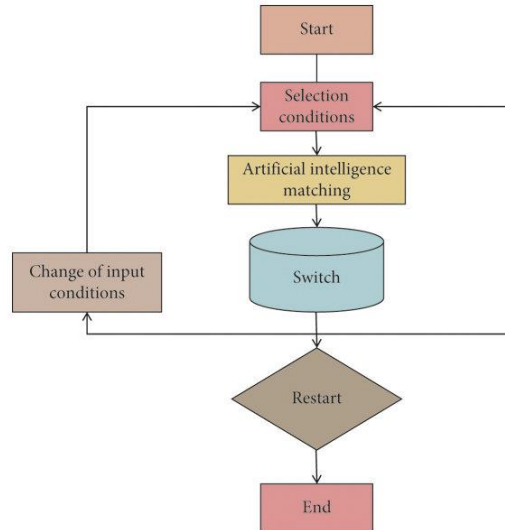 Start
Selection
conditions
Artificial intelligence
matching
Switch
Change of input
conditions
Restart
End